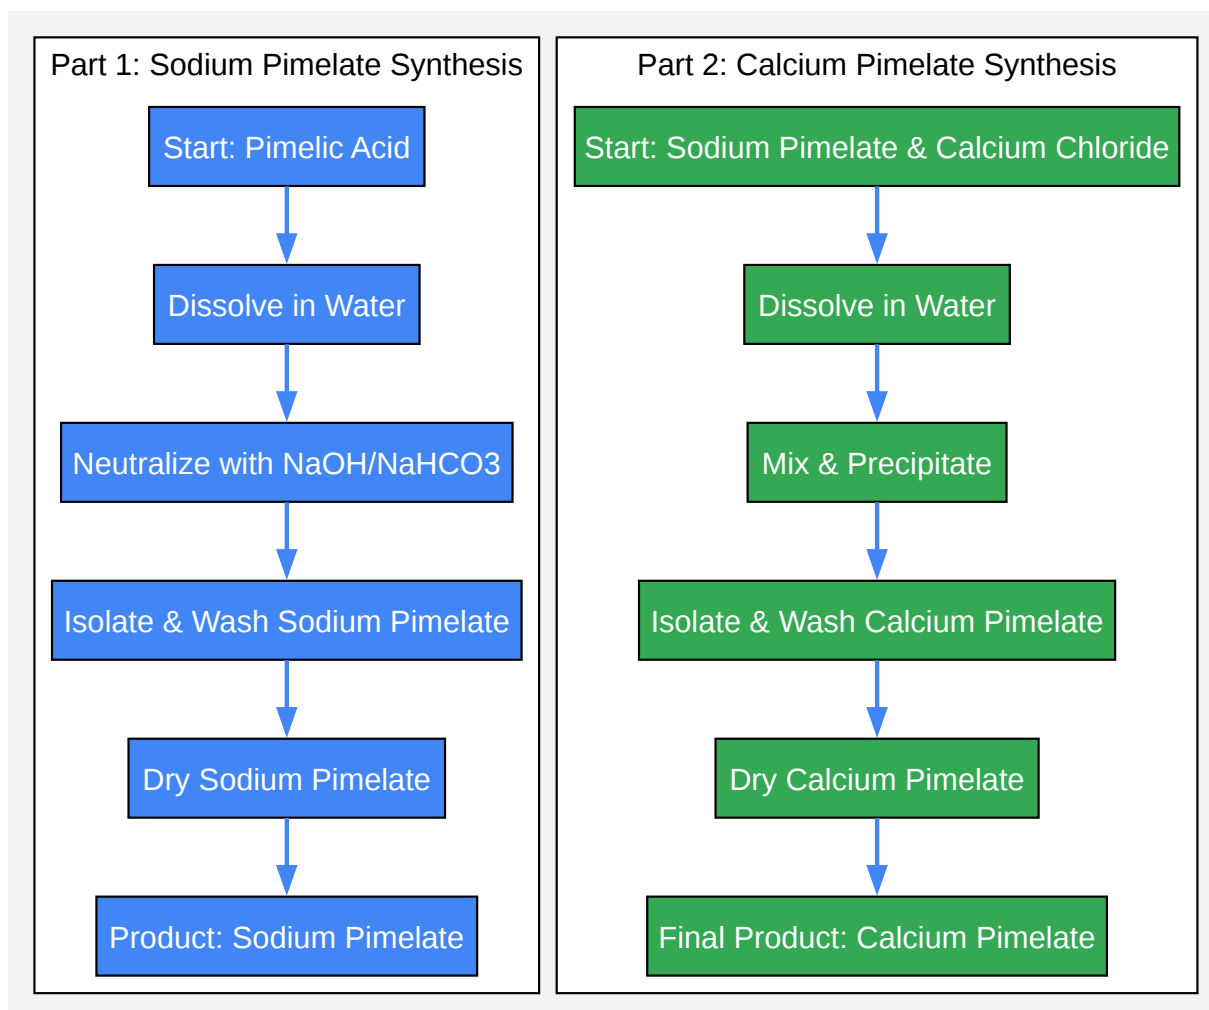 Part 1: Sodium Pimelate Synthesis
Start: Pimelic Acid
Dissolve in Water
Neutralize with NaOH/NaHCO3
Isolate & Wash Sodium Pimelate
Dry Sodium Pimelate
Product: Sodium Pimelate
Part 2: Calcium Pimelate Synthesis
Start: Sodium Pimelate & Calcium Chloride
Dissolve in Water
Mix & Precipitate
Isolate & Wash Calcium Pimelate
Dry Calcium Pimelate
Final Product: Calcium Pimelate